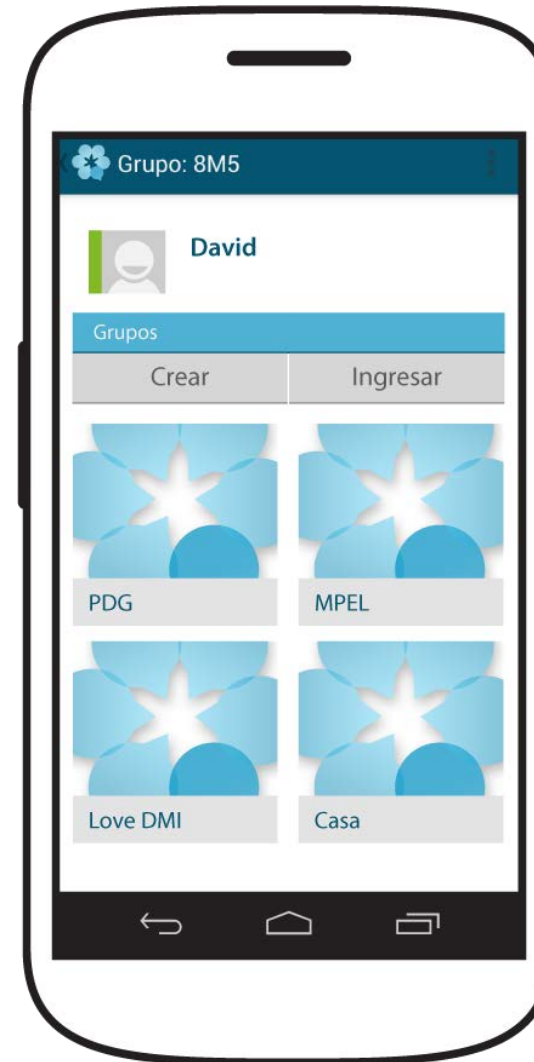 Grupo: 8M5
David
Grupos
Crear Ingresar
PDG MPEL
Love DMI Casa